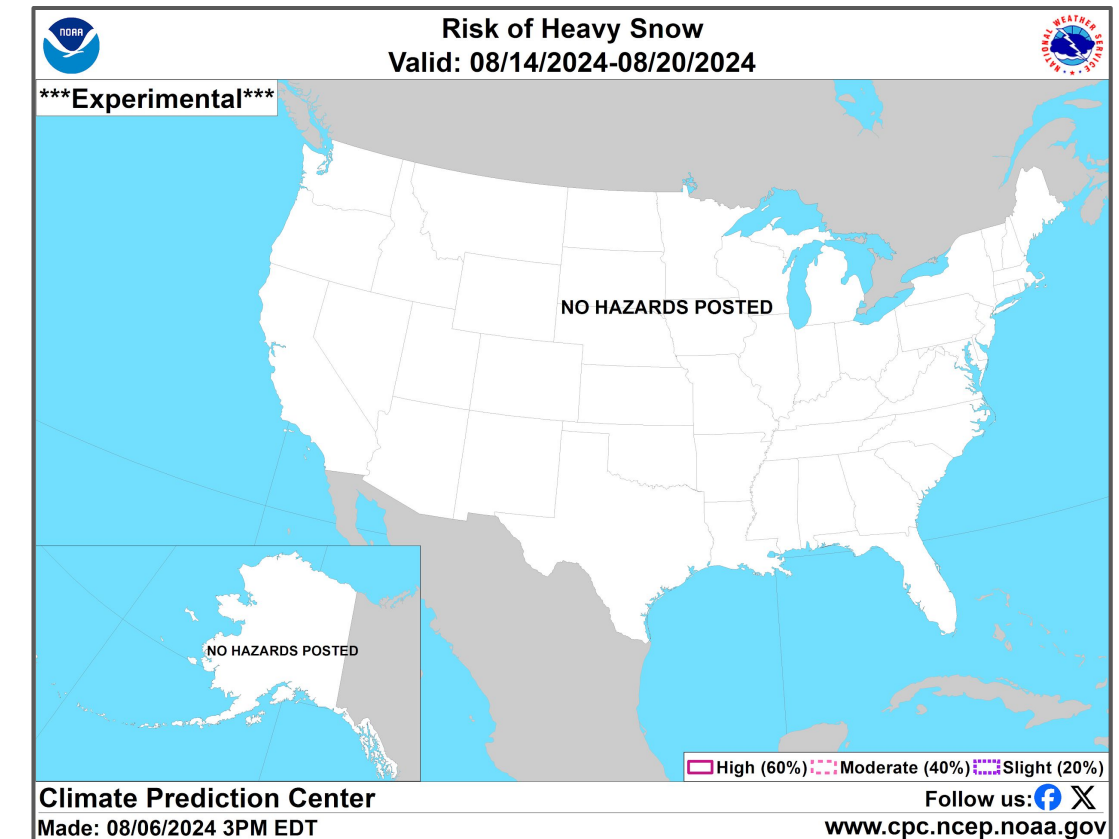 NOAA
Risk of Heavy Snow
Valid: 08/14/2024-08/20/2024
NATIONAL WEATHER SERVICE
***Experimental***
NO HAZARDS POSTED
NO HAZARDS POSTED
High (60%) Moderate (40%) Slight (20%)
Climate Prediction Center
Follow us:
Made: 08/06/2024 3PM EDT
www.cpc.ncep.noaa.gov